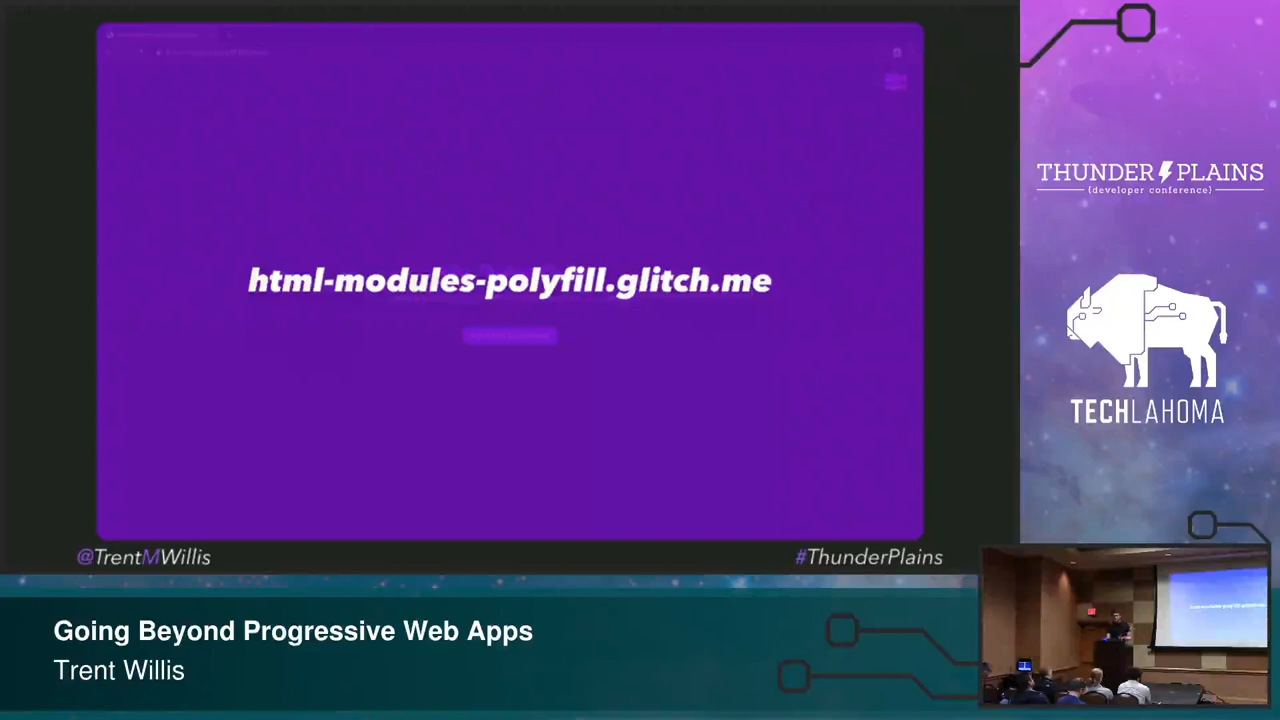 html-modules-polyfill.glitch.me
@TrentMWillis
#ThunderPlains
THUNDER PLAINS
{developer conference}
TECHLAHOMA
Going Beyond Progressive Web Apps
Trent Willis